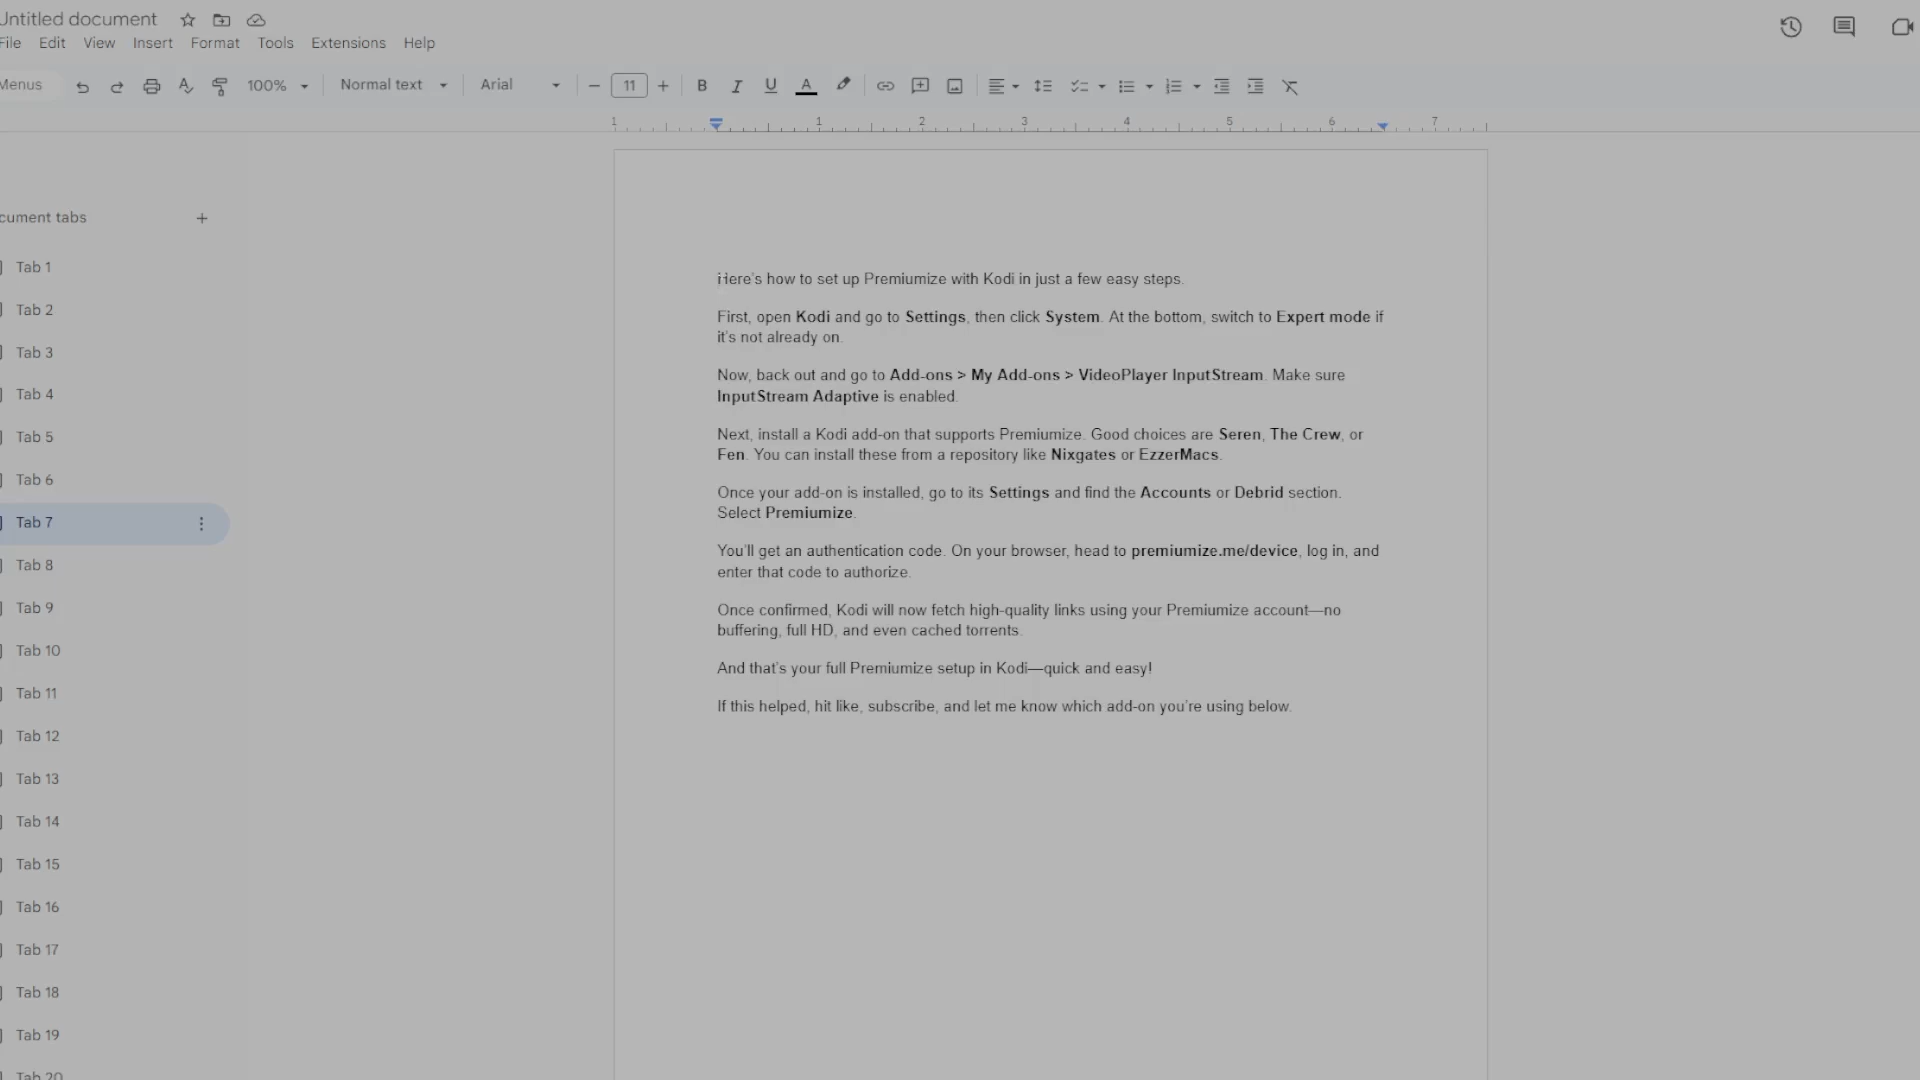 Untitled document
File Edit View Insert Format Tools Extensions Help
Menus 100% Normal text Arial 11 B I U A
1 1 2 3 4 5 6 7
cument tabs
Tab 1
Tab 2
Tab 3
Tab 4
Tab 5
Tab 6
Tab 7
Tab 8
Tab 9
Tab 10
Tab 11
Tab 12
Tab 13
Tab 14
Tab 15
Tab 16
Tab 17
Tab 18
Tab 19
Tab 20
Here's how to set up Premiumize with Kodi in just a few easy steps.
First, open Kodi and go to Settings, then click System. At the bottom, switch to Expert mode if
it's not already on.
Now, back out and go to Add-ons > My Add-ons > VideoPlayer InputStream. Make sure
InputStream Adaptive is enabled.
Next, install a Kodi add-on that supports Premiumize. Good choices are Seren, The Crew, or
Fen. You can install these from a repository like Nixgates or EzzerMacs.
Once your add-on is installed, go to its Settings and find the Accounts or Debrid section.
Select Premiumize.
You'll get an authentication code. On your browser, head to premiumize.me/device, log in, and
enter that code to authorize.
Once confirmed, Kodi will now fetch high-quality links using your Premiumize account—no
buffering, full HD, and even cached torrents.
And that's your full Premiumize setup in Kodi—quick and easy!
If this helped, hit like, subscribe, and let me know which add-on you're using below.